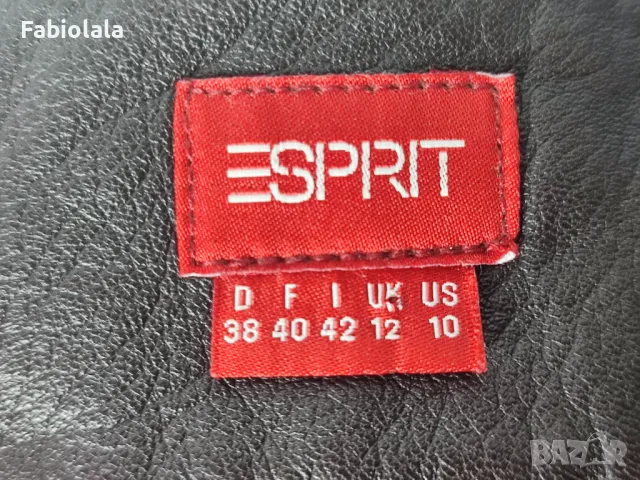 Fabiolala
ESPRIT
D F I UK US
38 40 42 12 10
BAZAR